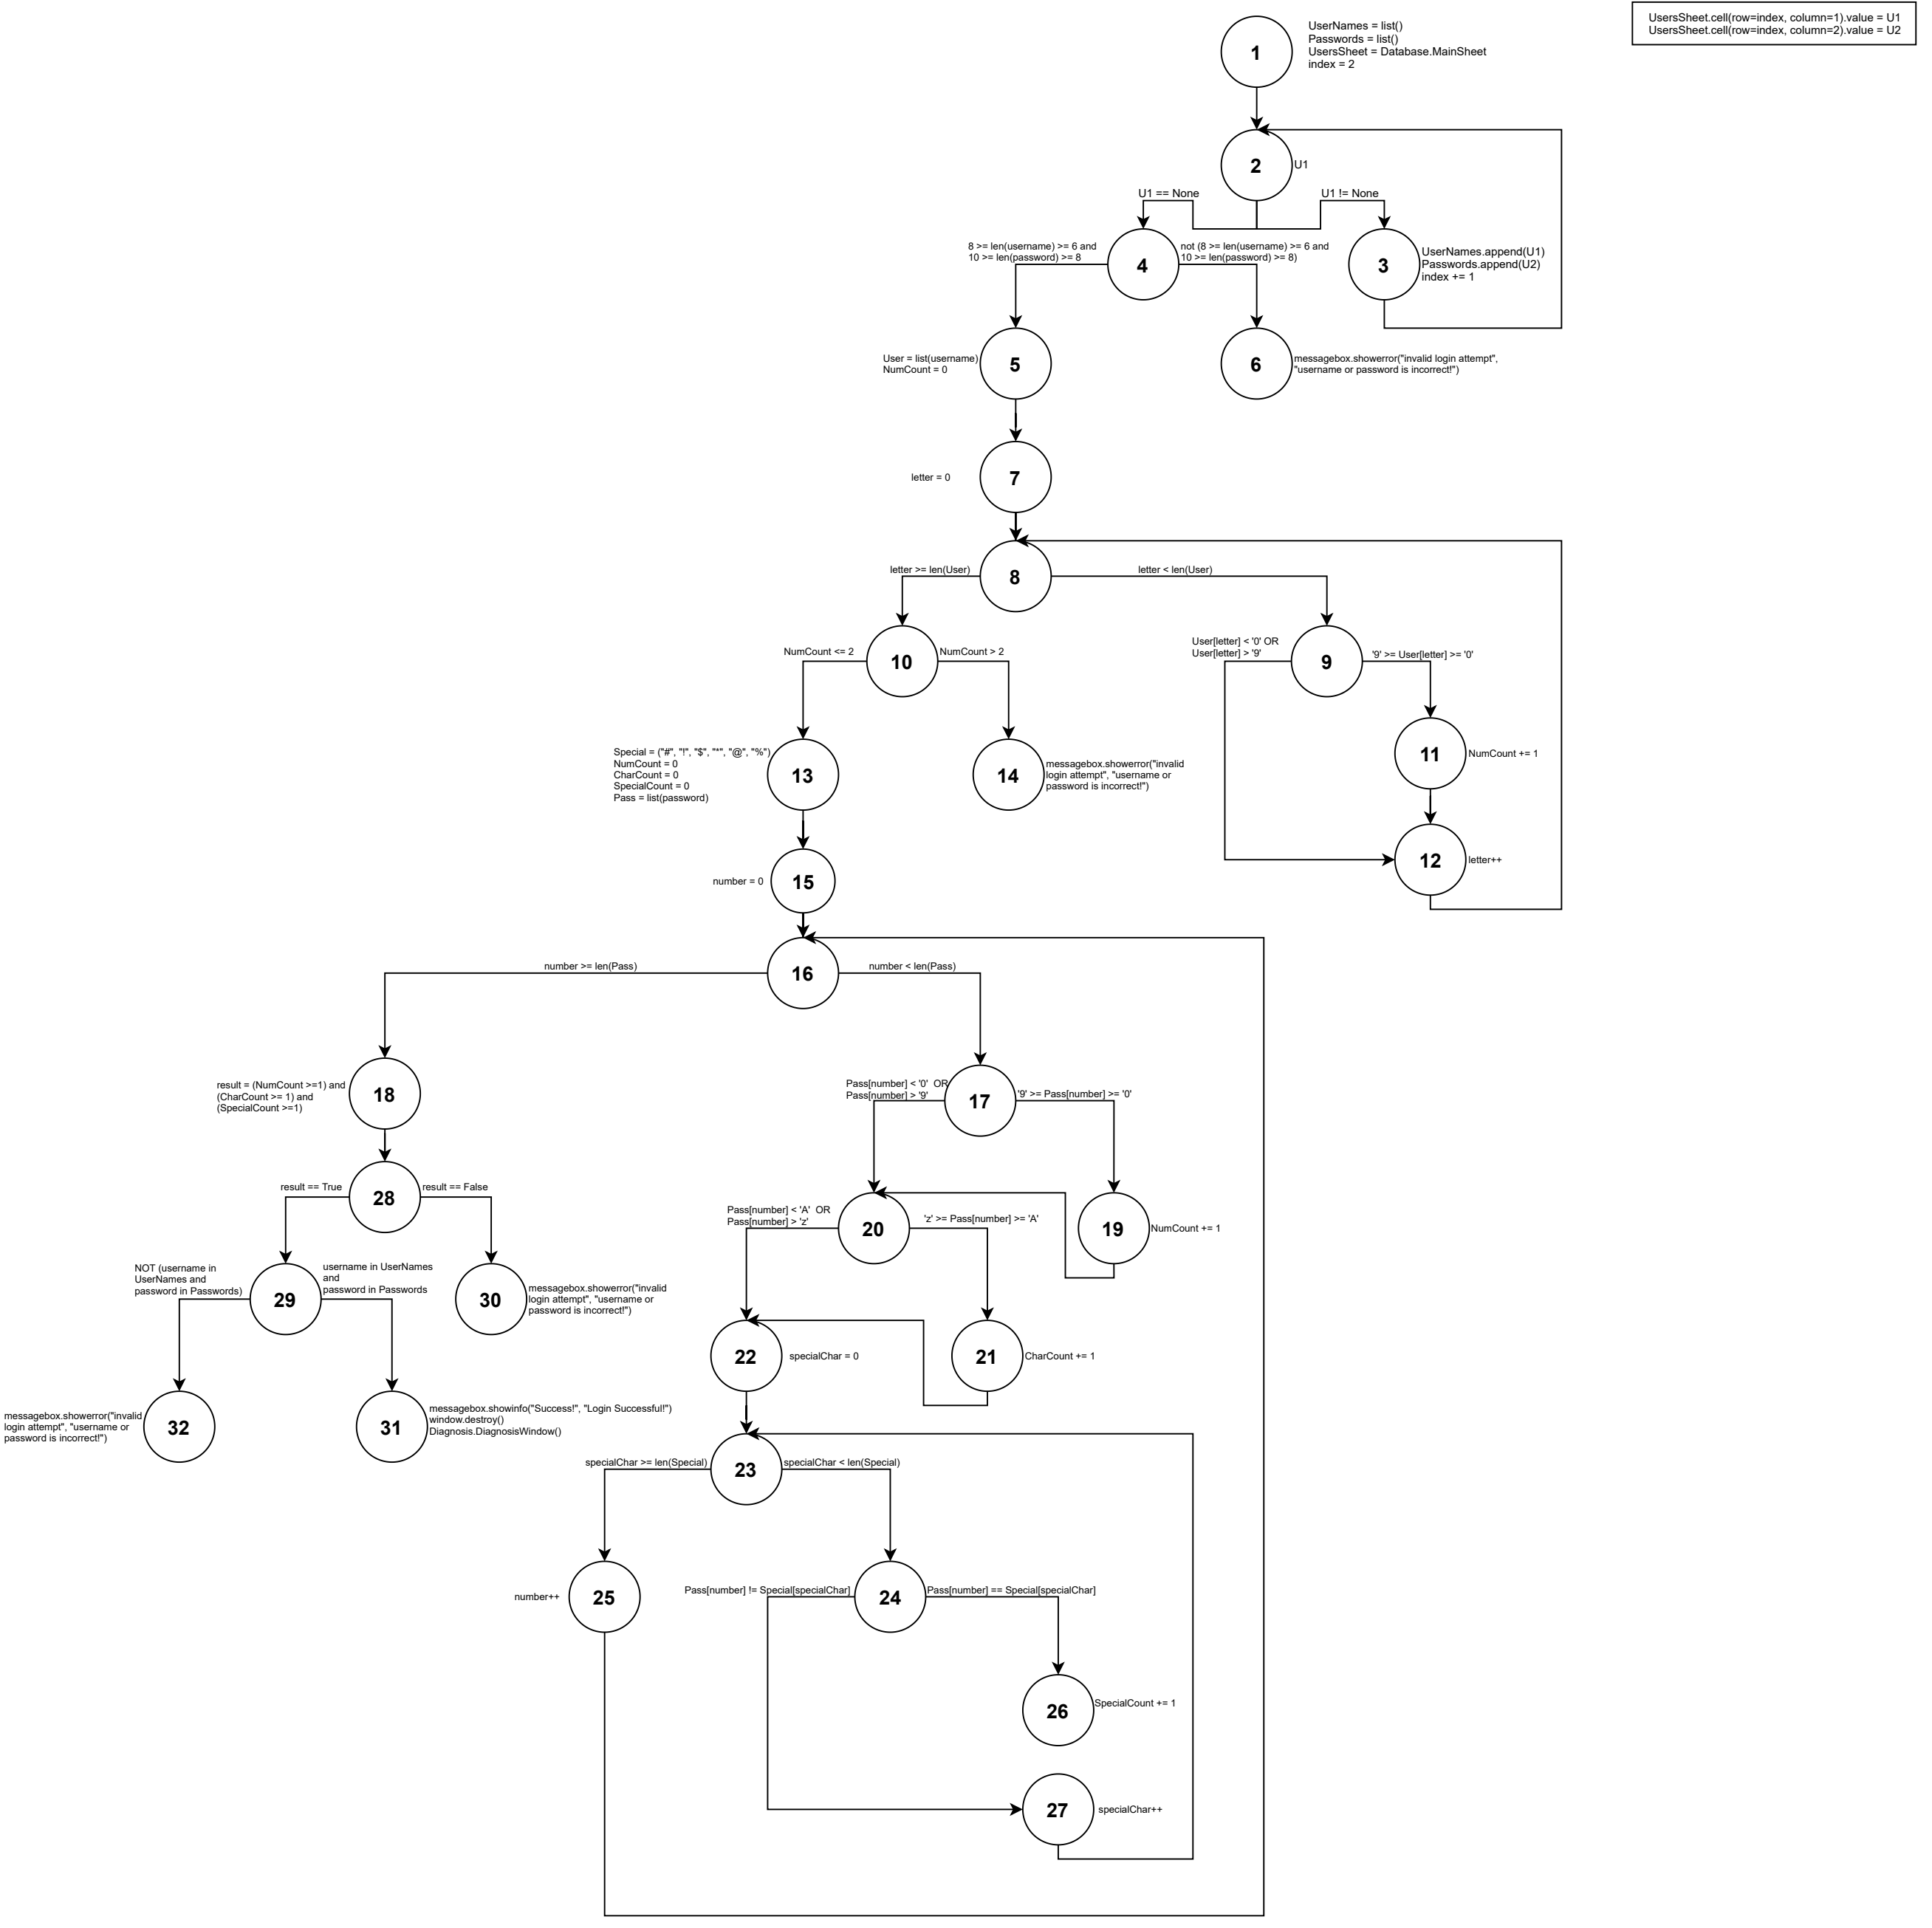 UsersSheet.cell(row=index, column=1).value = U1
UsersSheet.cell(row=index, column=2).value = U2
1
UserNames = list()
Passwords = list()
UsersSheet = Database.MainSheet
index = 2
2
U1
U1 == None
U1 != None
8 >= len(username) >= 6 and
10 >= len(password) >= 8
4
not (8 >= len(username) >= 6 and
10 >= len(password) >= 8)
3
UserNames.append(U1)
Passwords.append(U2)
index += 1
User = list(username)
NumCount = 0
5
6
messagebox.showerror("invalid login attempt",
"username or password is incorrect!")
letter = 0
7
letter >= len(User)
8
letter < len(User)
NumCount <= 2
10
NumCount > 2
User[letter] < '0' OR
User[letter] > '9'
9
'9' >= User[letter] >= '0'
Special = ("#", "!", "$", "*", "@", "%")
NumCount = 0
CharCount = 0
SpecialCount = 0
Pass = list(password)
13
14
messagebox.showerror("invalid
login attempt", "username or
password is incorrect!")
11
NumCount += 1
12
letter++
number = 0
15
number >= len(Pass)
16
number < len(Pass)
result = (NumCount >=1) and
(CharCount >= 1) and
(SpecialCount >=1)
18
Pass[number] < '0'  OR
Pass[number] > '9'
17
'9' >= Pass[number] >= '0'
result == True
28
result == False
Pass[number] < 'A'  OR
Pass[number] > 'z'
20
'z' >= Pass[number] >= 'A'
19
NumCount += 1
NOT (username in
UserNames and
password in Passwords)
29
username in UserNames
and
password in Passwords
30
messagebox.showerror("invalid
login attempt", "username or
password is incorrect!")
22
specialChar = 0
21
CharCount += 1
messagebox.showerror("invalid
login attempt", "username or
password is incorrect!")
32
31
messagebox.showinfo("Success!", "Login Successful!")
window.destroy()
Diagnosis.DiagnosisWindow()
specialChar >= len(Special)
23
specialChar < len(Special)
number++
25
Pass[number] != Special[specialChar]
24
Pass[number] == Special[specialChar]
26
SpecialCount += 1
27
specialChar++